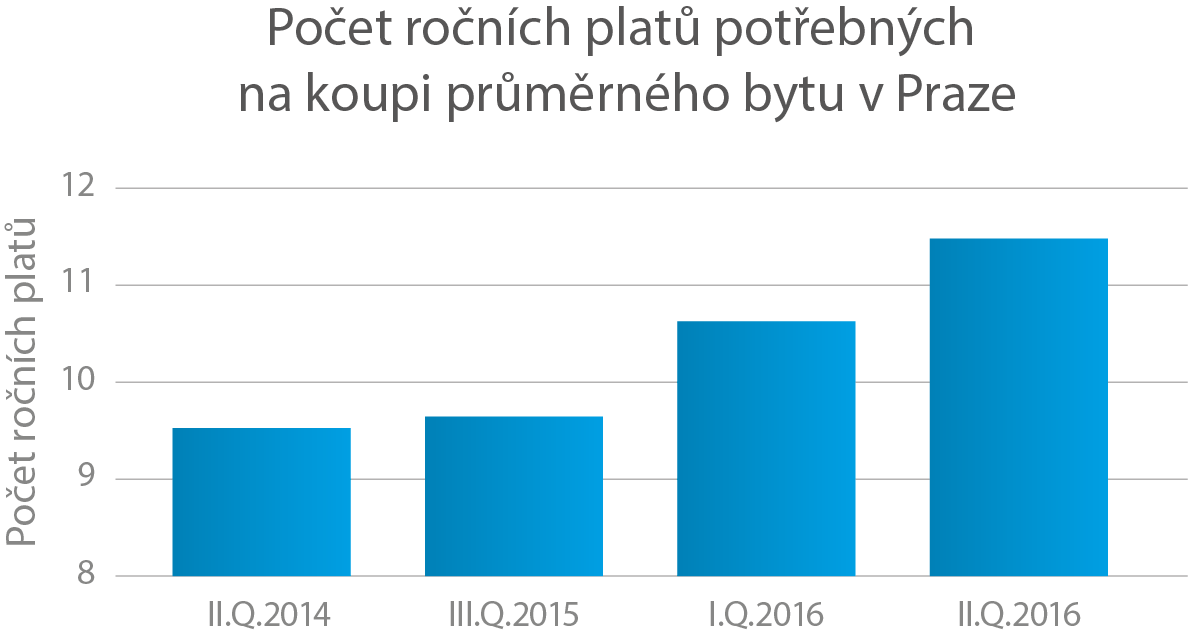 Počet ročních platů potřebných
na koupi průměrného bytu v Praze
Počet ročních platů
12
11
10
9
8
II.Q.2014
III.Q.2015
I.Q.2016
II.Q.2016